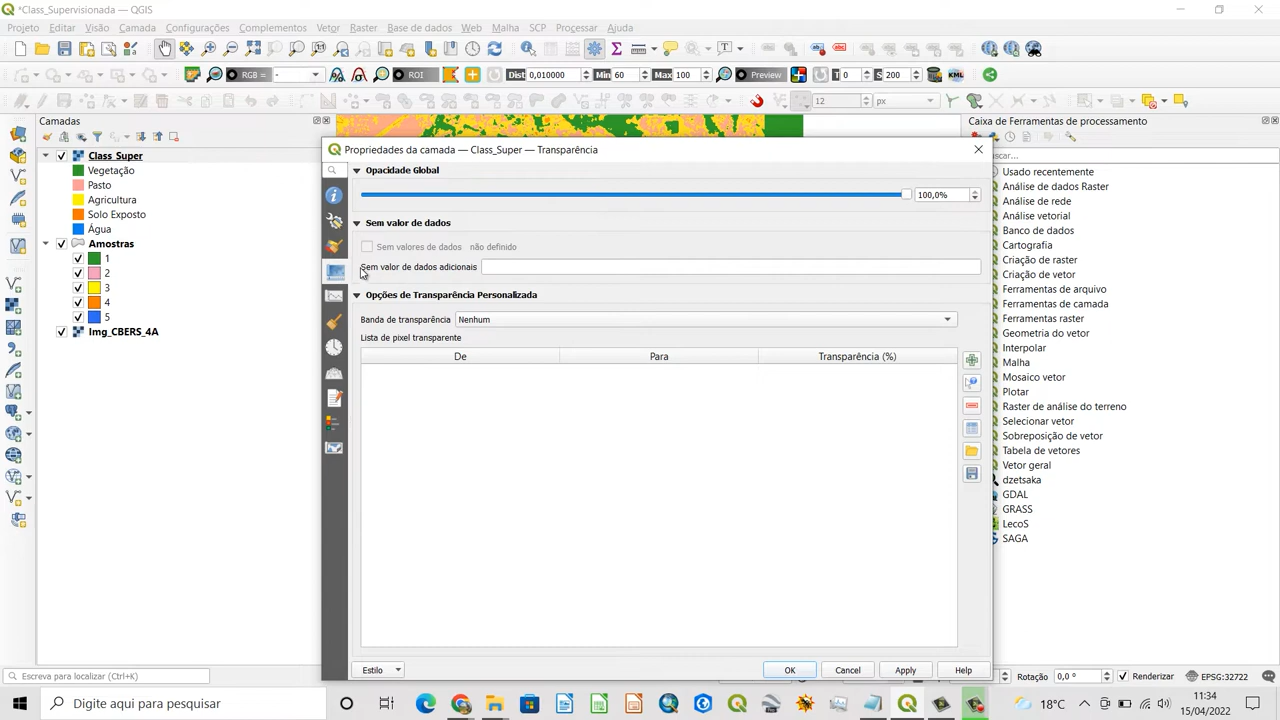 *Class_Supervisionada — QGIS
Projeto Editar Visão Camada Configurações Complementos Vetor Raster Base de dados Web Malha SCP Processar Ajuda
RGB = - ROI Dist 0,010000 Min 60 Max 100 Preview T 0 S 200 KML
12 px
Camadas
Class_Super
Vegetação
Pasto
Agricultura
Solo Exposto
Água
Amostras
1
2
3
4
5
Img_CBERS_4A
Propriedades da camada — Class_Super — Transparência
Opacidade Global
100,0%
Sem valor de dados
Sem valores de dados não definido
Sem valor de dados adicionais
Opções de Transparência Personalizada
Banda de transparência Nenhum
Lista de pixel transparente
De Para Transparência (%)
Estilo OK Cancel Apply Help
Caixa de Ferramentas de processamento
Usado recentemente
Análise de dados Raster
Análise de rede
Análise vetorial
Banco de dados
Cartografia
Criação de raster
Criação de vetor
Ferramentas de arquivo
Ferramentas de camada
Ferramentas raster
Geometria do vetor
Interpolar
Malha
Mosaico vetor
Plotar
Raster de análise do terreno
Selecionar vetor
Sobreposição de vetor
Tabela de vetores
Vetor geral
dzetsaka
GDAL
GRASS
LecoS
SAGA
Escreva para localizar (Ctrl+K) Rotação 0,0 ° Renderizar EPSG:32722
Digite aqui para pesquisar 18°C 11:34
15/04/2022